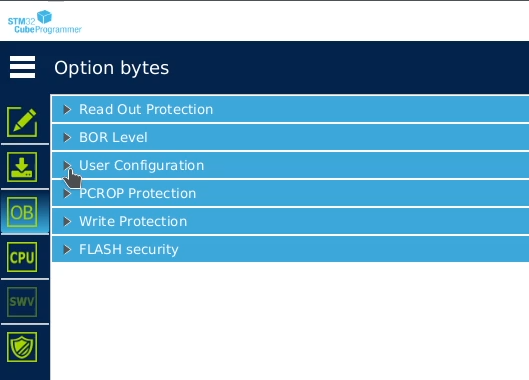 STM32
CubeProgrammer
Option bytes
Read Out Protection
BOR Level
User Configuration
PCROP Protection
Write Protection
FLASH security
OB
CPU
SWV